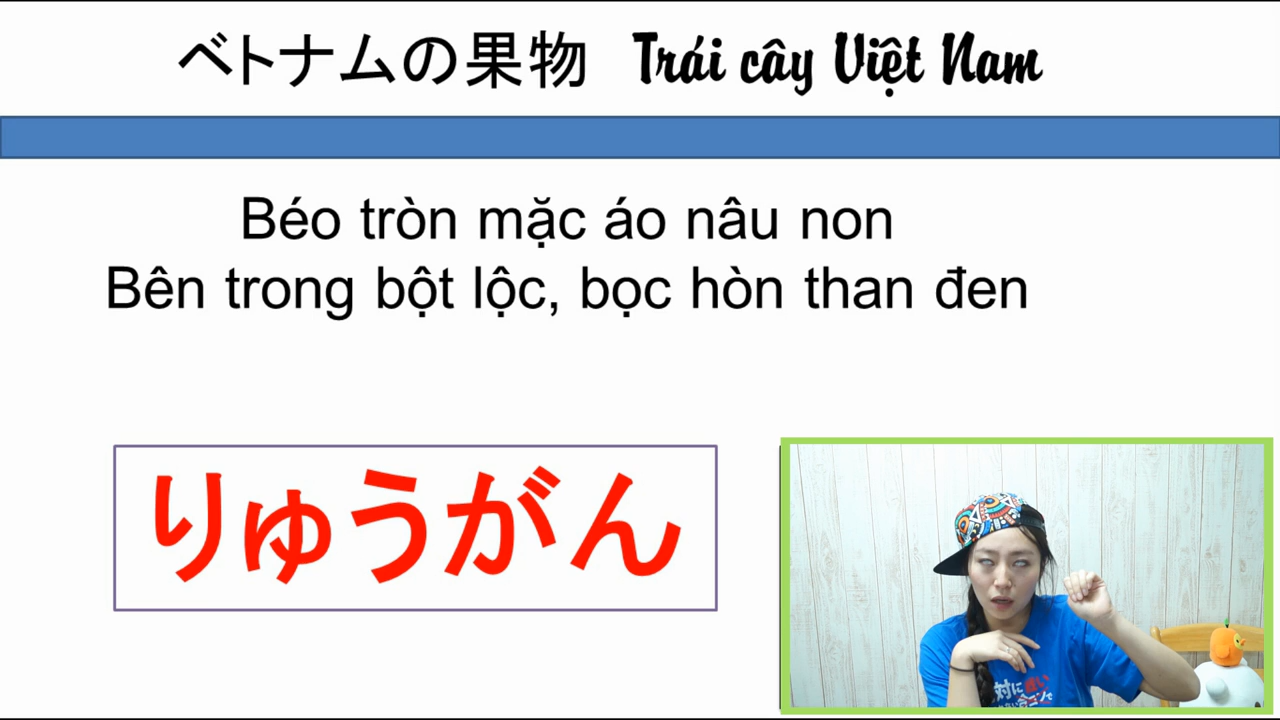 ベトナムの果物 Trái cây Việt Nam
Béo tròn mặc áo nâu non
Bên trong bột lộc, bọc hòn than đen
りゅうがん